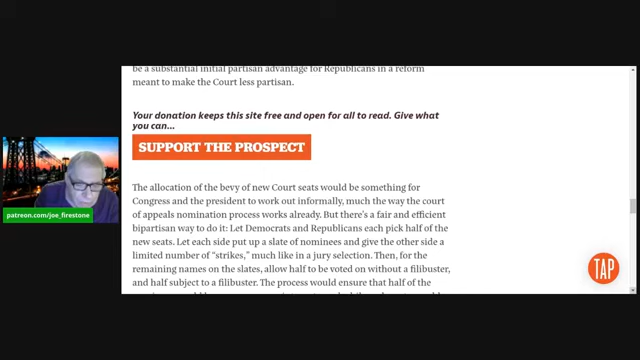 be a substantial initial partisan advantage for Republicans in a reform
meant to make the Court less partisan.
Your donation keeps this site free and open for all to read. Give what
you can...
SUPPORT THE PROSPECT
The allocation of the bevy of new Court seats would be something for
Congress and the president to work out informally, much the way the court
of appeals nomination process works already. But there's a fair and efficient
bipartisan way to do it: Let Democrats and Republicans each pick half of the
new seats. Let each side put up a slate of nominees and give the other side a
limited number of “strikes,” much like in a jury selection. Then, for the
remaining names on the slates, allow half to be voted on without a filibuster,
and half subject to a filibuster. The process would ensure that half of the
patreon.com/joe_firestone
TAP